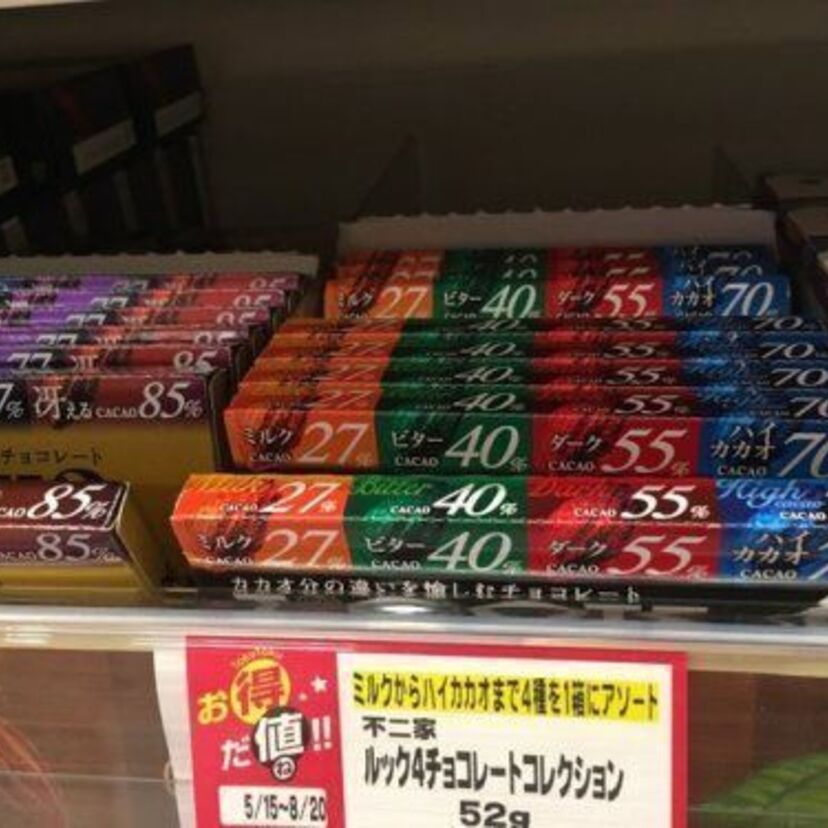 ミルク 27 ビター 40% ダーク 55% ハイカカオ 70%
77% 冴える CACAO 85%
チョコレート
ミルク CACAO 27% ビター CACAO 40% ダーク CACAO 55% ハイ カカオ 70
CACAO 85%
CACAO 85%
Milk CACAO 27% Bitter CACAO 40% CACAO 55% High CACAO
ミルク CACAO 27% ビター CACAO 40% ダーク CACAO 55% ハイ カカオ
カカオ分の違いを愉しむチョコレート
お得
だ値ね!!
5/15~8/20
ミルクからハイカカオまで4種を1箱にアソート
不二家
ルック4チョコレートコレクション
52g